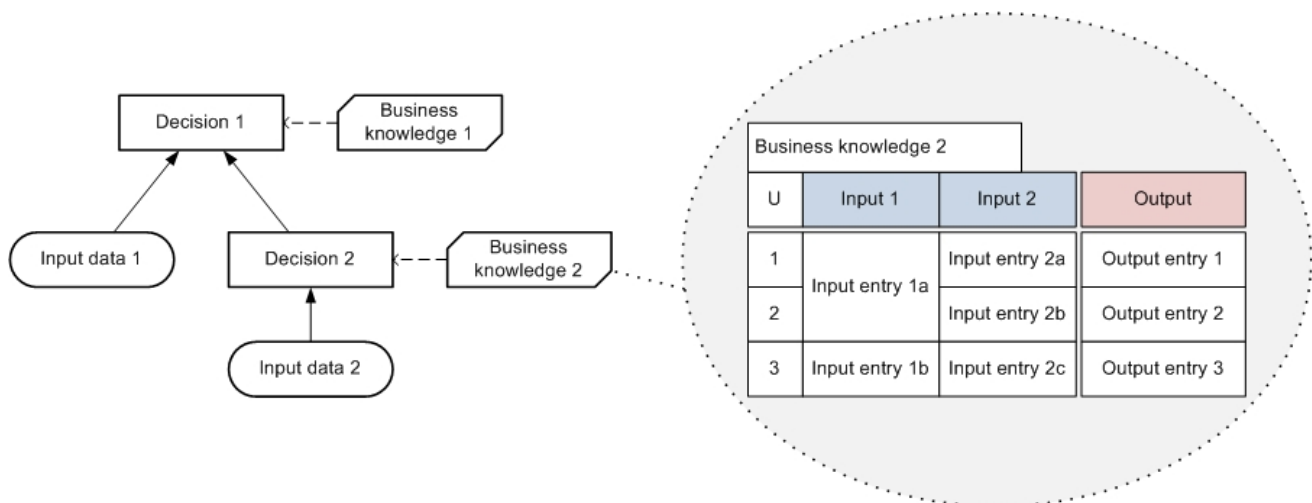 Decision 1
Business
knowledge 1
Input data 1
Decision 2
Business
knowledge 2
Input data 2
Business knowledge 2
U Input 1 Input 2 Output
1 Input entry 1a Input entry 2a Output entry 1
2 Input entry 2b Output entry 2
3 Input entry 1b Input entry 2c Output entry 3